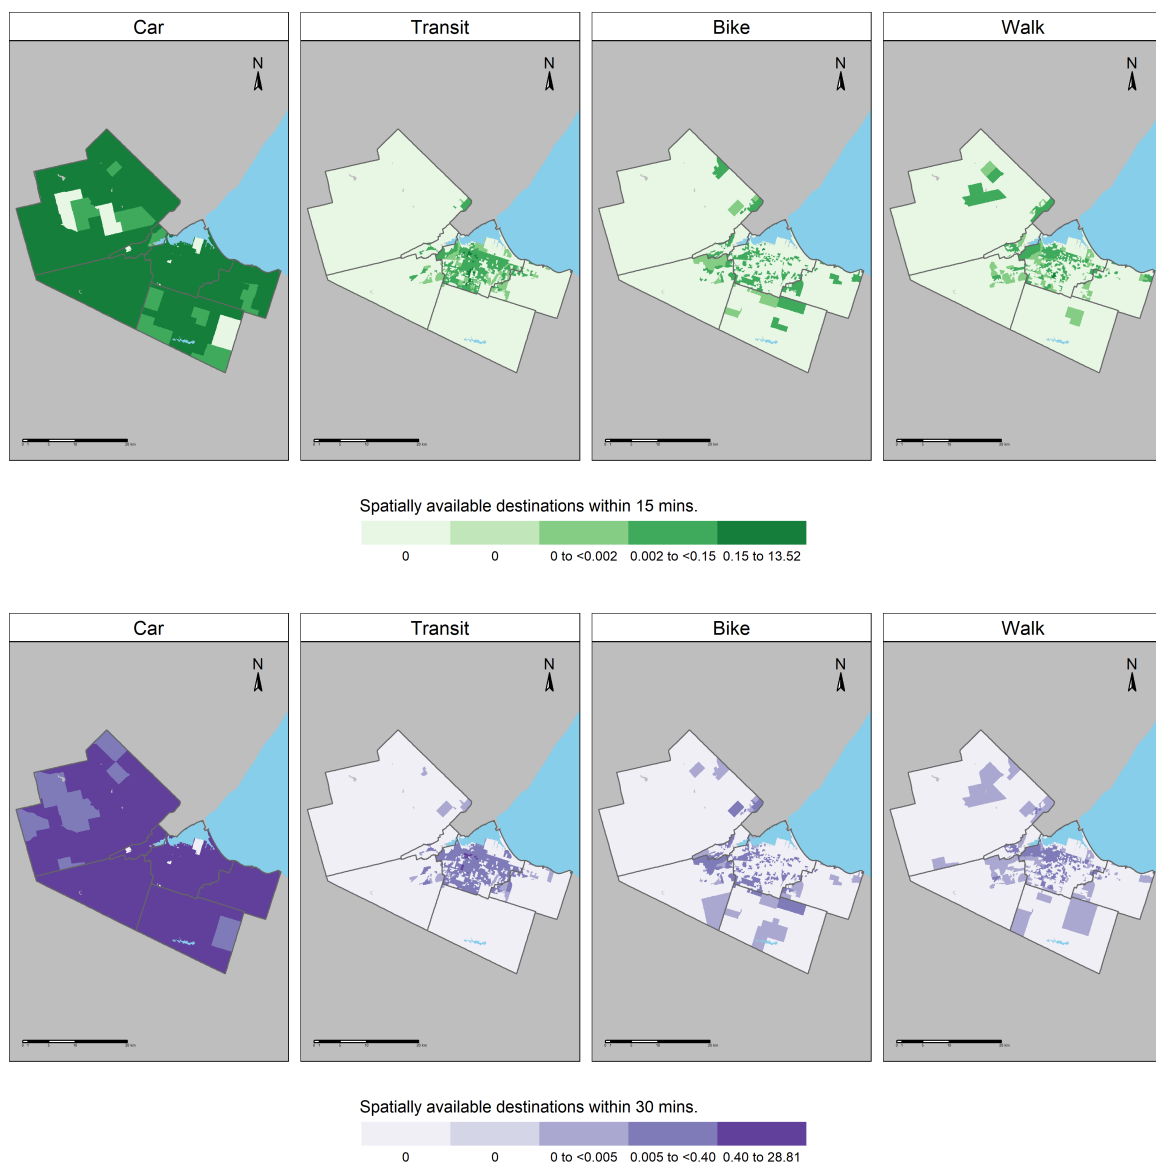 Car Transit Bike Walk
N N N N
Spatially available destinations within 15 mins.
0 0 0 to <0.002 0.002 to <0.15 0.15 to 13.52
Car Transit Bike Walk
N N N N
Spatially available destinations within 30 mins.
0 0 0 to <0.005 0.005 to <0.40 0.40 to 28.81